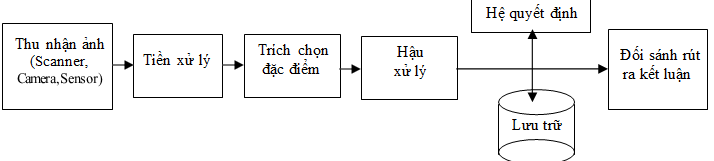 Thu nhận ảnh
(Scanner,
Camera,Sensor)
Tiền xử lý
Trích chọn
đặc điểm
Hậu
xử lý
Hệ quyết định
Lưu trữ
Đối sánh rút
ra kết luận